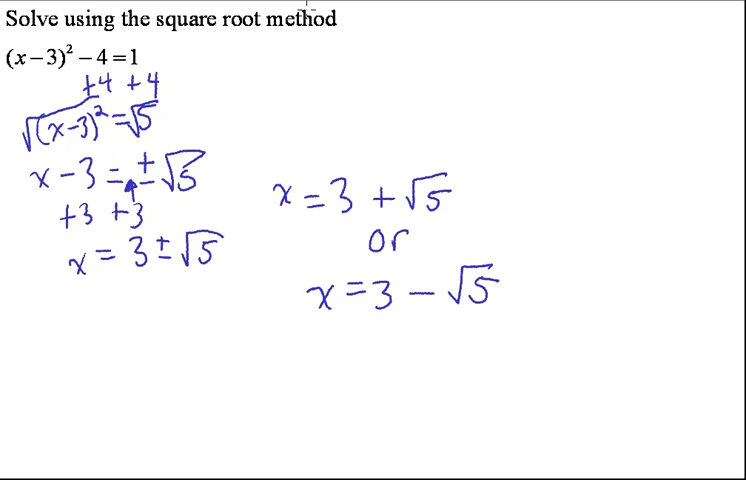 Solve using the square root method
(x−3)² − 4 = 1
+4 +4
√(x−3)² = √5
x − 3 = ± √5
+3 +3
x = 3 ± √5
x = 3 + √5
or
x = 3 − √5